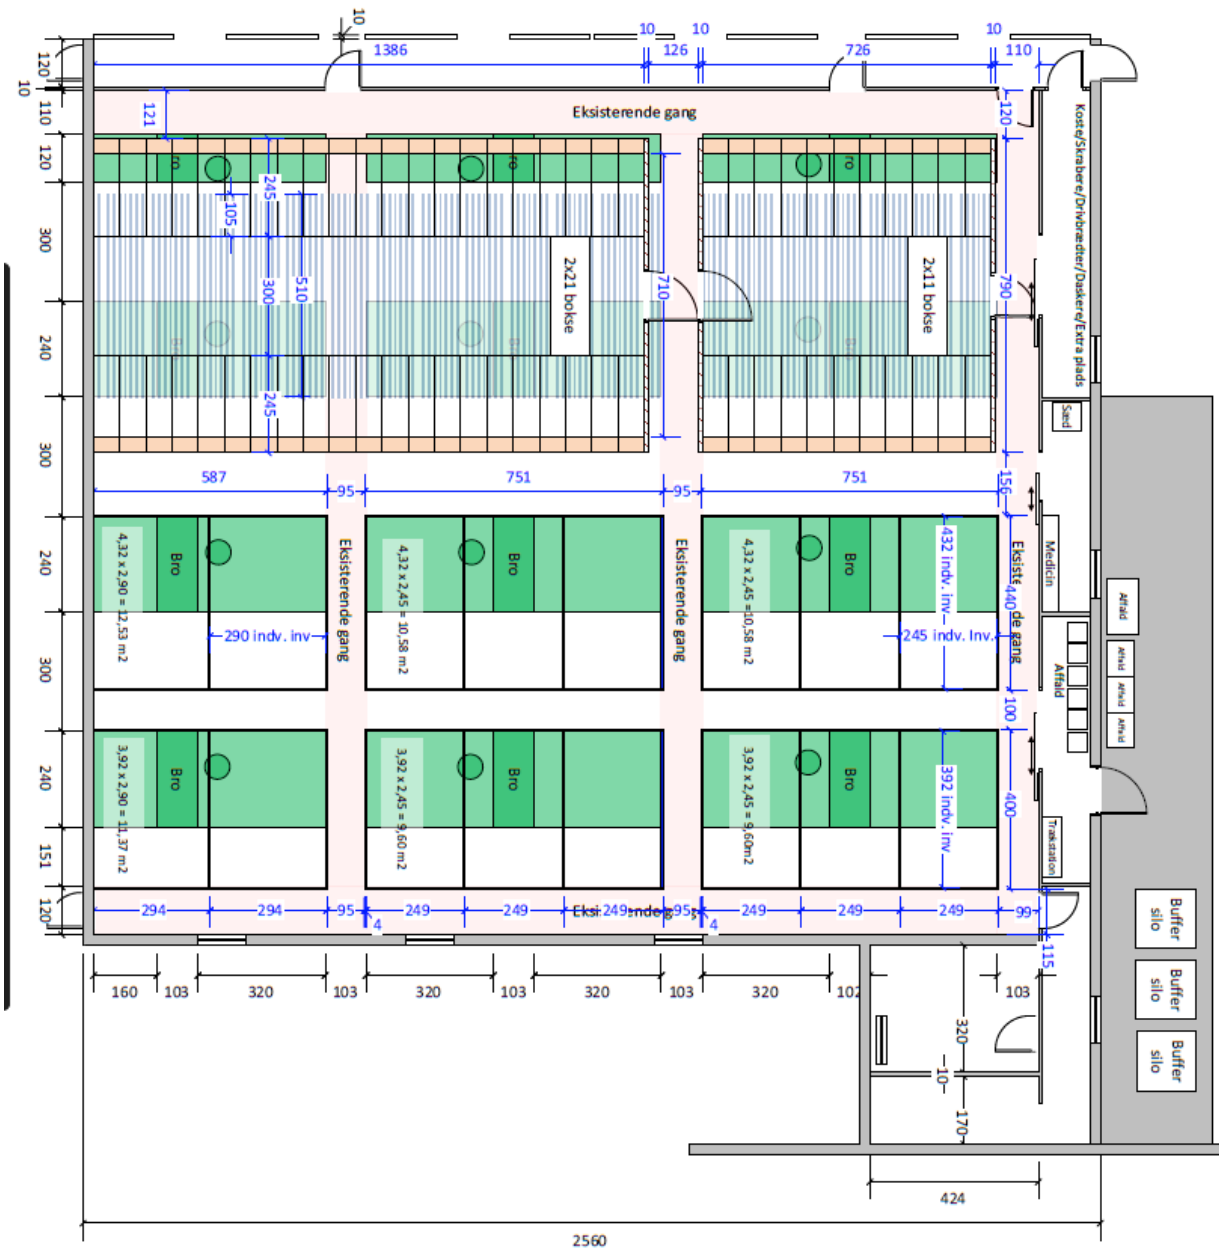 10
1386
10
126
10
726
10
110
120
10
110
120
300
240
300
240
300
240
151
120
121
Eksisterende gang
120
Koste/Skrabere/Drivbrædter/Daskere/Extra plads
ro
ro
ro
245
105
300
510
245
2x21 bokse
710
2x11 bokse
790
Sæd
587
95
751
95
751
156
4,32 x 2,90 = 12,53 m2
Bro
Eksisterende gang
4,32 x 2,45 = 10,58 m2
Bro
Eksisterende gang
4,32 x 2,45 =10,58 m2
Bro
432 indv. inv
440
Medicin
290 indv. inv
245 indv. Inv.
Affald
Affald
Affald
Affald
Affald
100
3,92 x 2,90 = 11,37 m2
Bro
3,92 x 2,45 = 9,60 m2
Bro
3,92 x 2,45 = 9,60m2
Bro
392 indv. inv
400
Trækstation
294
294
95
4
249
249
249
95
4
249
249
249
99
115
160
103
320
103
320
103
320
103
320
102
103
320
10
170
Buffer silo
Buffer silo
Buffer silo
424
2560